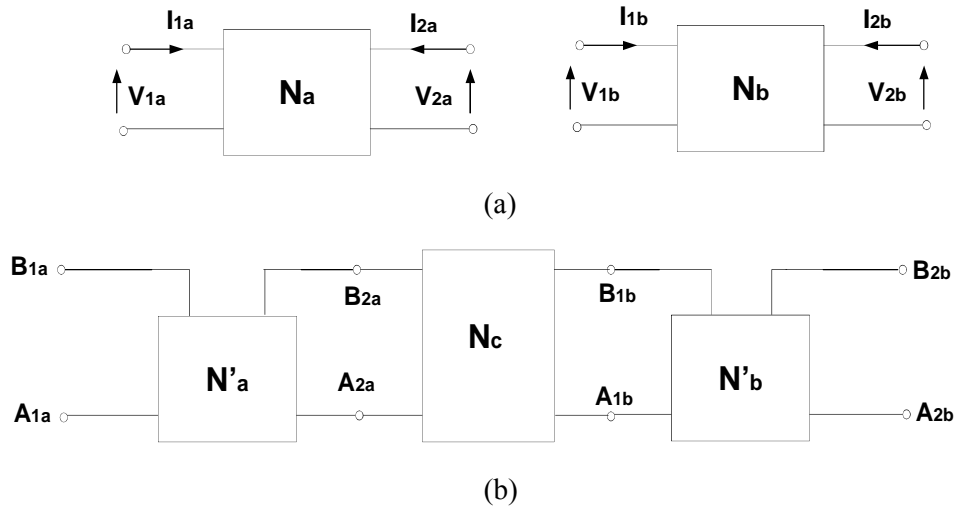 I1a I2a I1b I2b
Na Nb
V1a V2a V1b V2b
(a)
B1a B2a B1b B2b
Nc
N'a A2a A1b N'b
A1a A2b
(b)